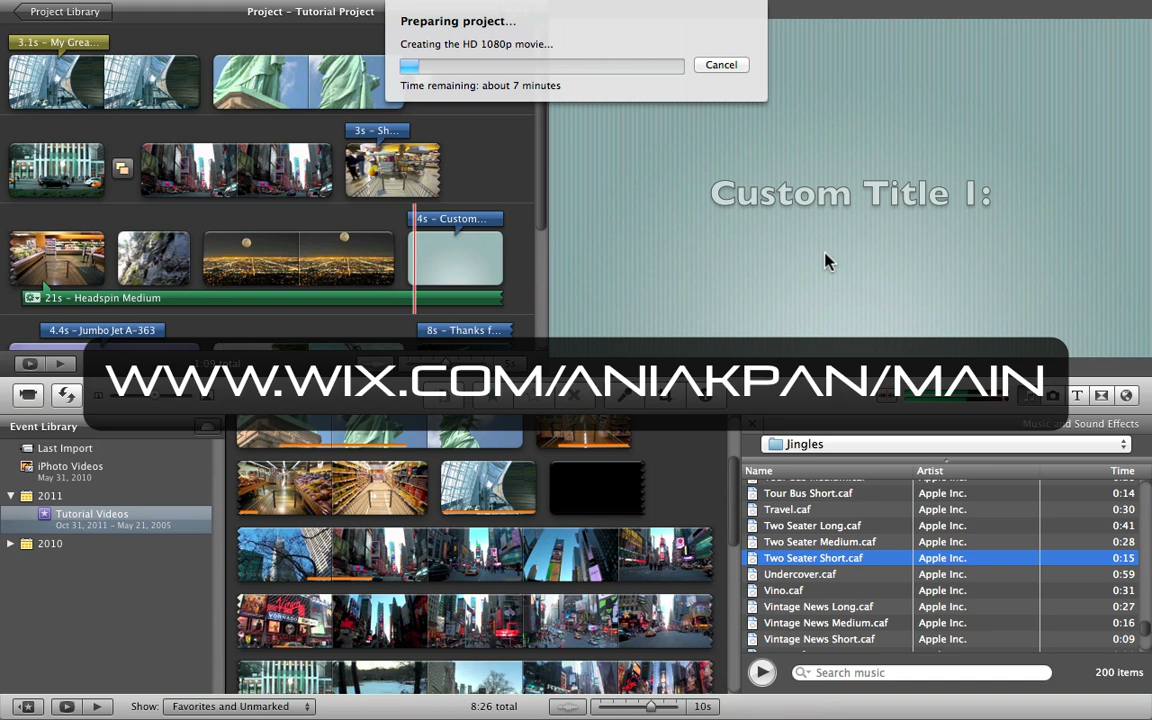 Project Library
Project - Tutorial Project
Preparing project...
Creating the HD 1080p movie...
Cancel
Time remaining: about 7 minutes
3.1s - My Grea...
3s - Sh...
4s - Custom...
21s - Headspin Medium
4.4s - Jumbo Jet A-363
8s - Thanks f...
Custom Title 1:
1:09 total
WWW.WIX.COM/ANIAKPAN/MAIN
Event Library
Last Import
iPhoto Videos
May 31, 2010
2011
Tutorial Videos
Oct 31, 2011 - May 21, 2005
2010
Music and Sound Effects
Jingles
Name Artist Time
Tour Bus Short.caf Apple Inc. 0:14
Travel.caf Apple Inc. 0:30
Two Seater Long.caf Apple Inc. 0:41
Two Seater Medium.caf Apple Inc. 0:28
Two Seater Short.caf Apple Inc. 0:15
Undercover.caf Apple Inc. 0:59
Vino.caf Apple Inc. 0:31
Vintage News Long.caf Apple Inc. 0:27
Vintage News Medium.caf Apple Inc. 0:16
Vintage News Short.caf Apple Inc. 0:09
Search music
200 items
Show: Favorites and Unmarked
8:26 total
10s